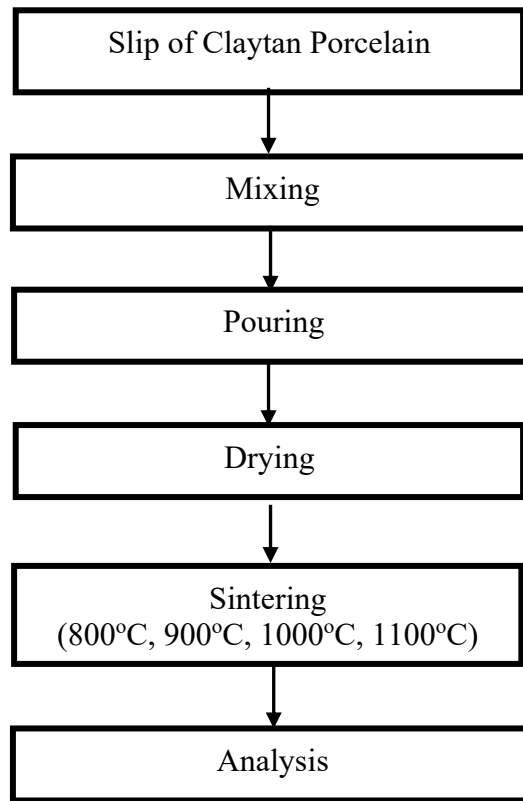 Slip of Claytan Porcelain
Mixing
Pouring
Drying
Sintering
(800ºC, 900ºC, 1000ºC, 1100ºC)
Analysis